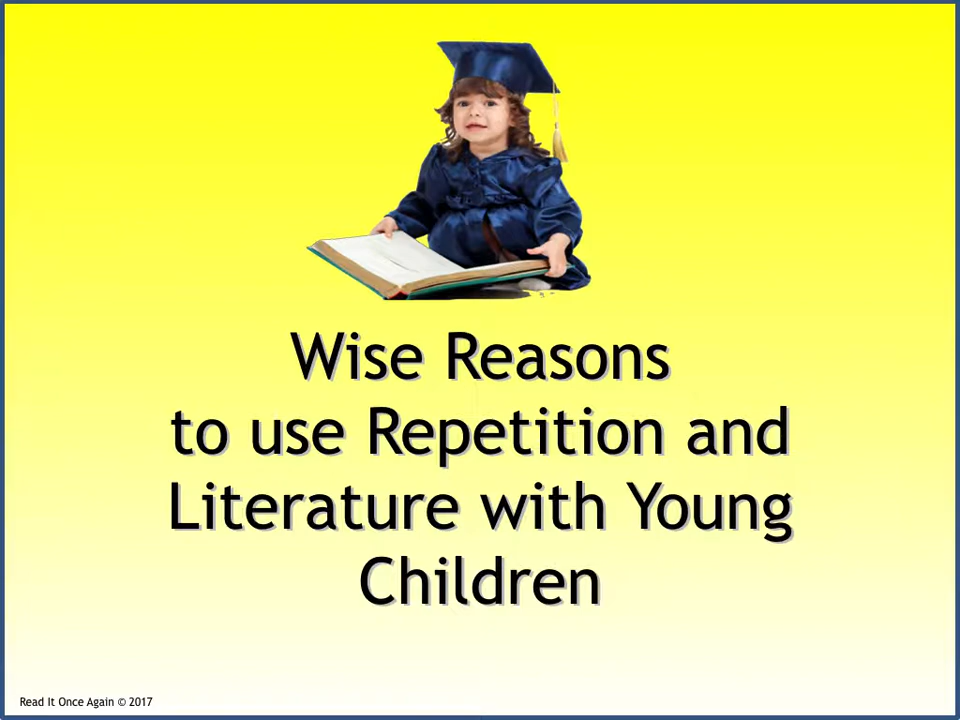 Wise Reasons
to use Repetition and
Literature with Young
Children
Read It Once Again © 2017